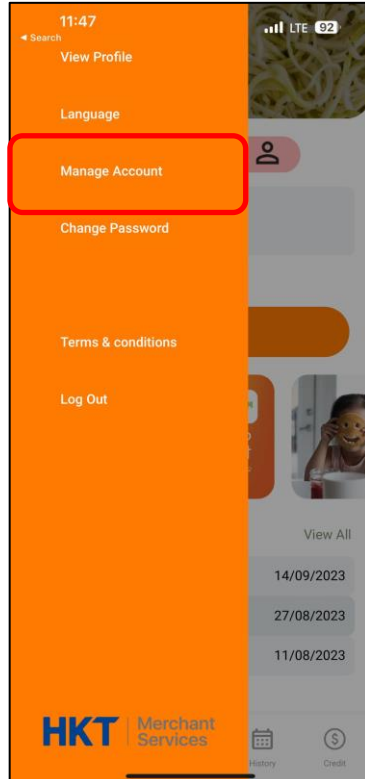 11:47
LTE 92
◄ Search
View Profile
Language
Manage Account
Change Password
Terms & conditions
Log Out
View All
14/09/2023
27/08/2023
11/08/2023
HKT
Merchant
Services
History
Credit